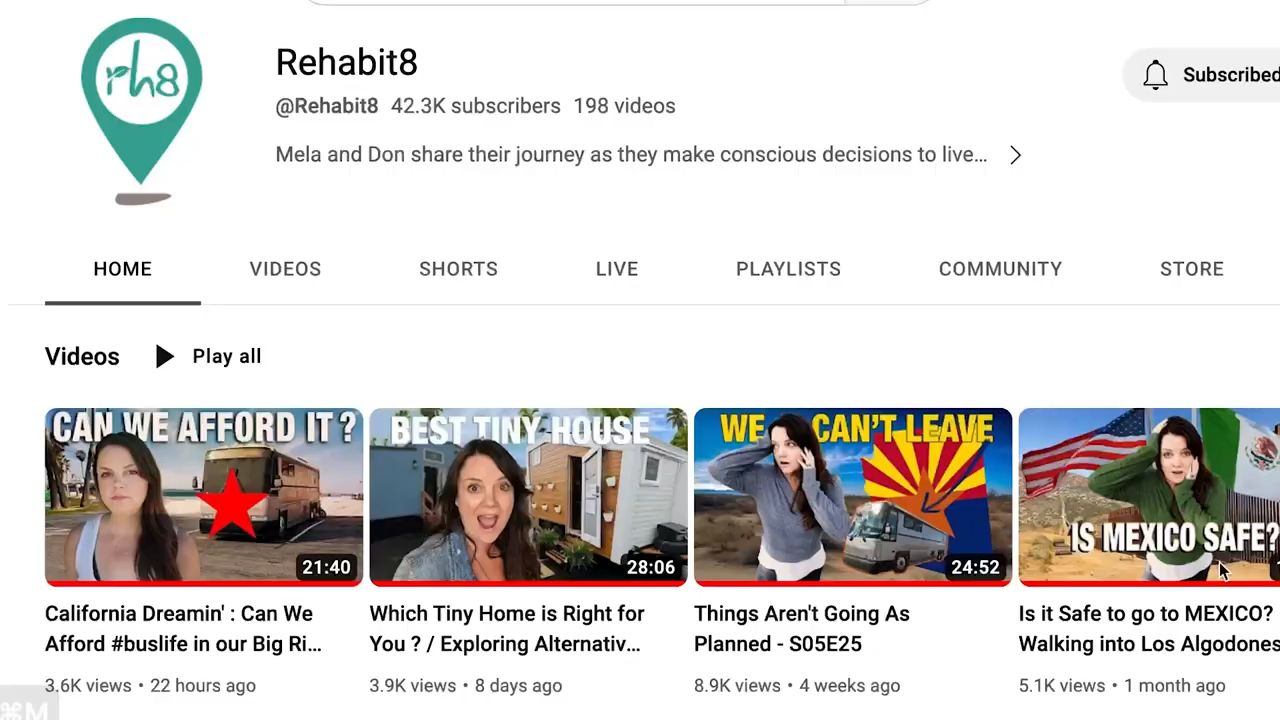 rh8
Rehabit8
@Rehabit8 42.3K subscribers 198 videos
Subscribed
Mela and Don share their journey as they make conscious decisions to live...
HOME VIDEOS SHORTS LIVE PLAYLISTS COMMUNITY STORE
Videos Play all
CAN WE AFFORD IT?
21:40
BEST TINY HOUSE
28:06
WE CAN'T LEAVE
24:52
IS MEXICO SAFE?
California Dreamin' : Can We
Afford #buslife in our Big Ri...
3.6K views • 22 hours ago
Which Tiny Home is Right for
You ? / Exploring Alternativ...
3.9K views • 8 days ago
Things Aren't Going As
Planned - S05E25
8.9K views • 4 weeks ago
Is it Safe to go to MEXICO?
Walking into Los Algodones
5.1K views • 1 month ago
⌘M